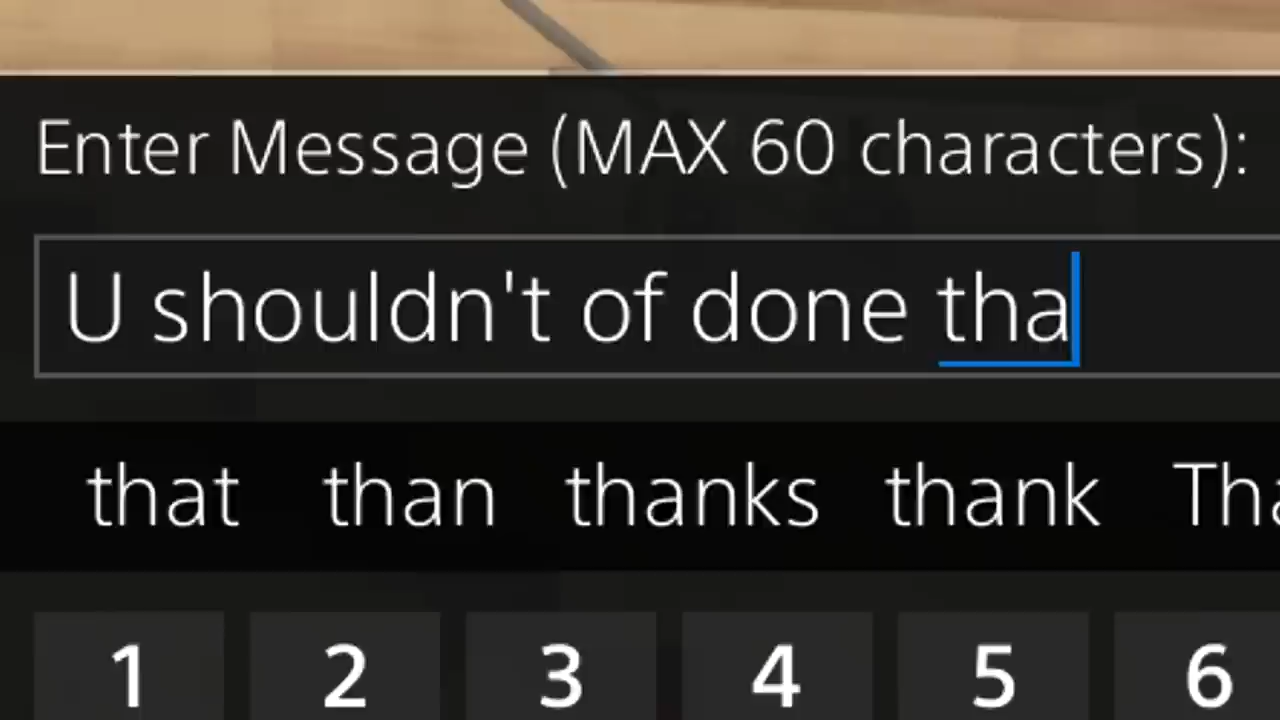 Enter Message (MAX 60 characters):
U shouldn't of done tha
that than thanks thank
1 2 3 4 5 6